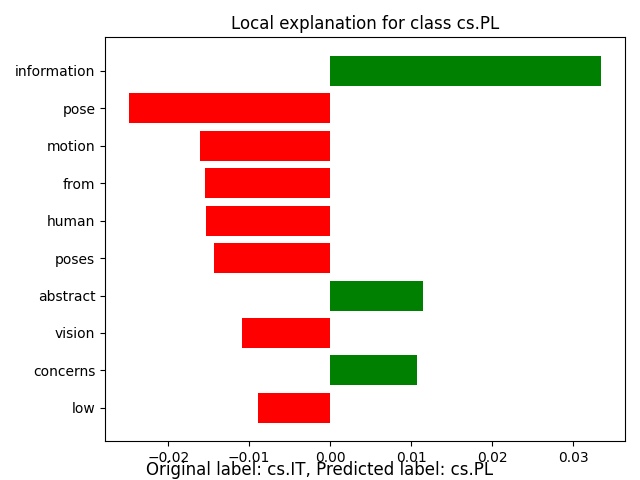 Local explanation for class cs.PL
information
pose
motion
from
human
poses
abstract
vision
concerns
low
−0.02 −0.01 0.00 0.01 0.02 0.03
Original label: cs.IT, Predicted label: cs.PL